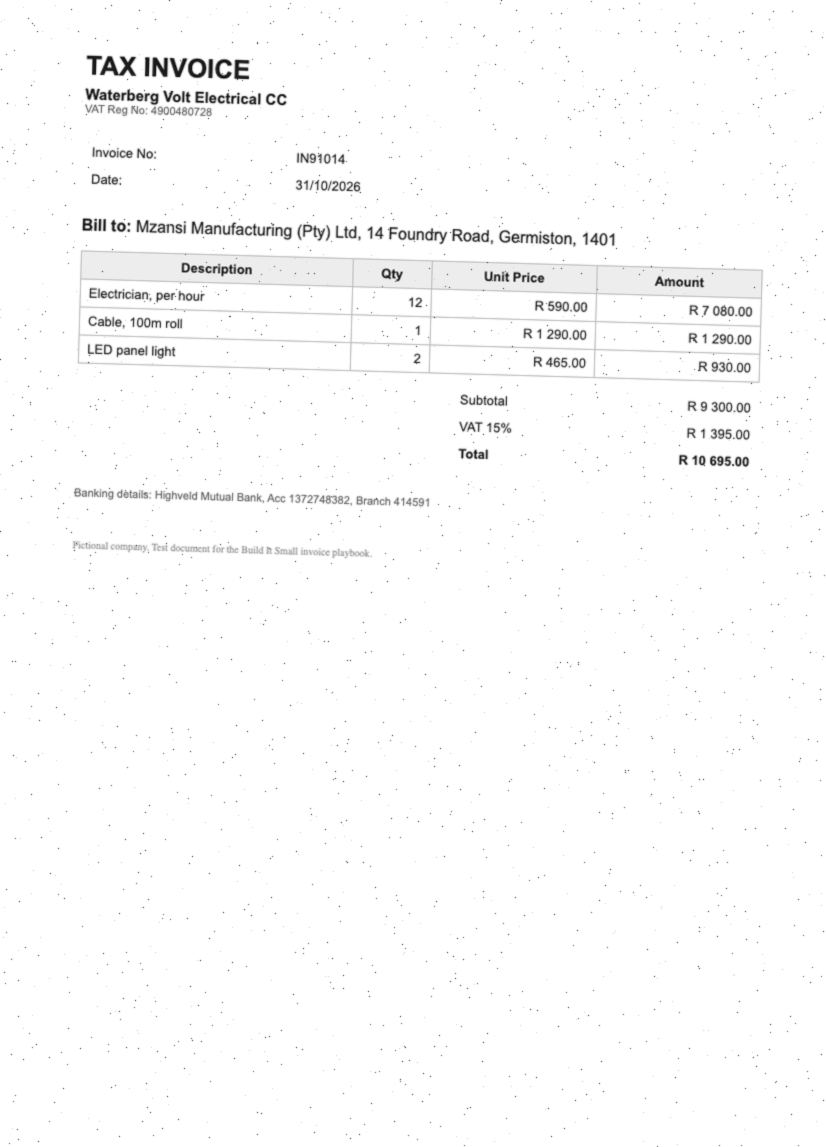 TAX INVOICE
Waterberg Volt Electrical CC
VAT Reg No: 4900480728
Invoice No: IN91014
Date: 31/10/2026
Bill to: Mzansi Manufacturing (Pty) Ltd, 14 Foundry Road, Germiston, 1401
Description Qty Unit Price Amount
Electrician, per hour 12 R 590.00 R 7 080.00
Cable, 100m roll 1 R 1 290.00 R 1 290.00
LED panel light 2 R 465.00 R 930.00
Subtotal R 9 300.00
VAT 15% R 1 395.00
Total R 10 695.00
Banking details: Highveld Mutual Bank, Acc 1372748382, Branch 414591
Fictional company. Test document for the Build It Small invoice playbook.